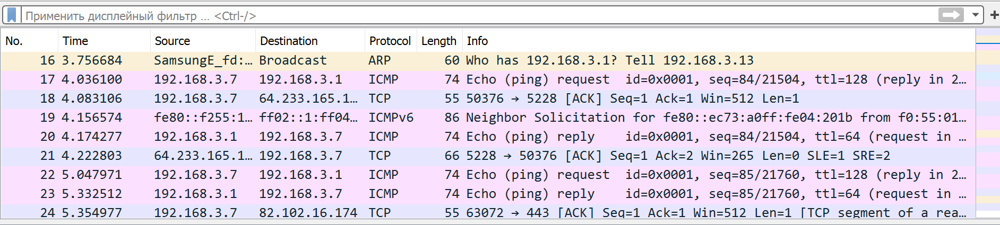 Применить дисплейный фильтр ... <Ctrl-/>
No. Time Source Destination Protocol Length Info
16 3.756684 SamsungE_fd:… Broadcast ARP 60 Who has 192.168.3.1? Tell 192.168.3.13
17 4.036100 192.168.3.7 192.168.3.1 ICMP 74 Echo (ping) request id=0x0001, seq=84/21504, ttl=128 (reply in 2…
18 4.083106 192.168.3.7 64.233.165.1… TCP 55 50376 → 5228 [ACK] Seq=1 Ack=1 Win=512 Len=1
19 4.156574 fe80::f255:1… ff02::1:ff04… ICMPv6 86 Neighbor Solicitation for fe80::ec73:a0ff:fe04:201b from f0:55:01…
20 4.174277 192.168.3.1 192.168.3.7 ICMP 74 Echo (ping) reply id=0x0001, seq=84/21504, ttl=64 (request in …
21 4.222803 64.233.165.1… 192.168.3.7 TCP 66 5228 → 50376 [ACK] Seq=1 Ack=2 Win=265 Len=0 SLE=1 SRE=2
22 5.047971 192.168.3.7 192.168.3.1 ICMP 74 Echo (ping) request id=0x0001, seq=85/21760, ttl=128 (reply in 2…
23 5.332512 192.168.3.1 192.168.3.7 ICMP 74 Echo (ping) reply id=0x0001, seq=85/21760, ttl=64 (request in …
24 5.354977 192.168.3.7 82.102.16.174 TCP 55 63072 → 443 [ACK] Seq=1 Ack=1 Win=512 Len=1 [TCP segment of a rea…